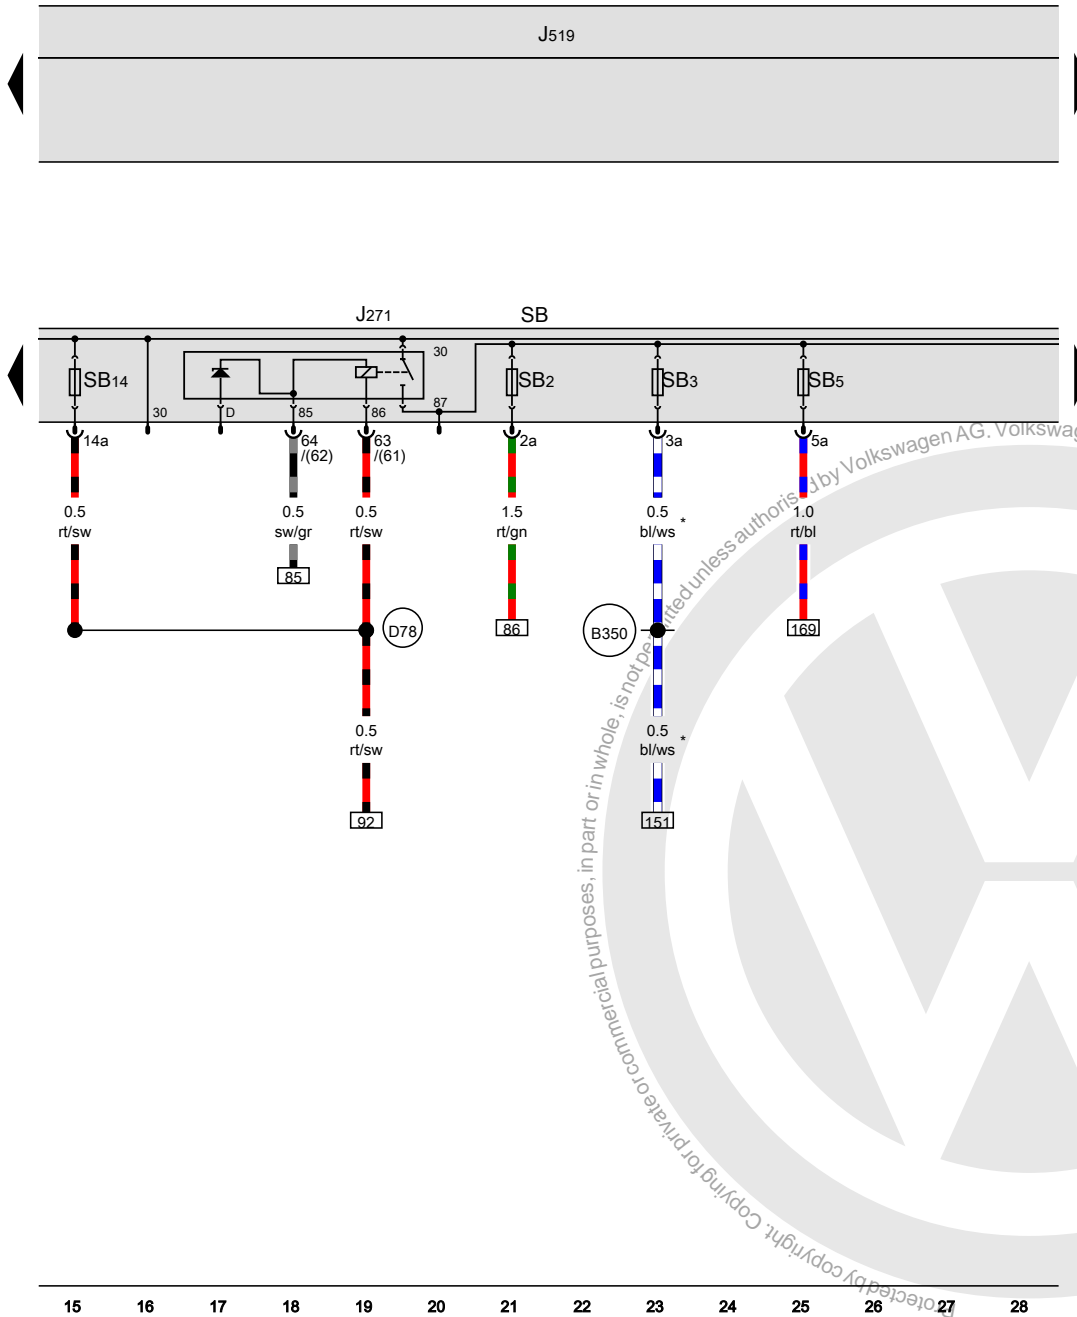 J519
J271 SB
SB14 30 D 85 86 30 87 SB2 SB3 SB5
14a 64 /(62) 63 /(61) 2a 3a 5a
0.5 0.5 0.5 1.5 0.5 1.0
rt/sw sw/gr rt/sw rt/gn bl/ws * rt/bl
85
D78 86 B350 169
0.5 0.5
rt/sw bl/ws *
92 151
Protected by copyright. Copying for private or commercial purposes, in part or in whole, is not permitted unless authorised by Volkswagen AG. Volkswag
15 16 17 18 19 20 21 22 23 24 25 26 27 28